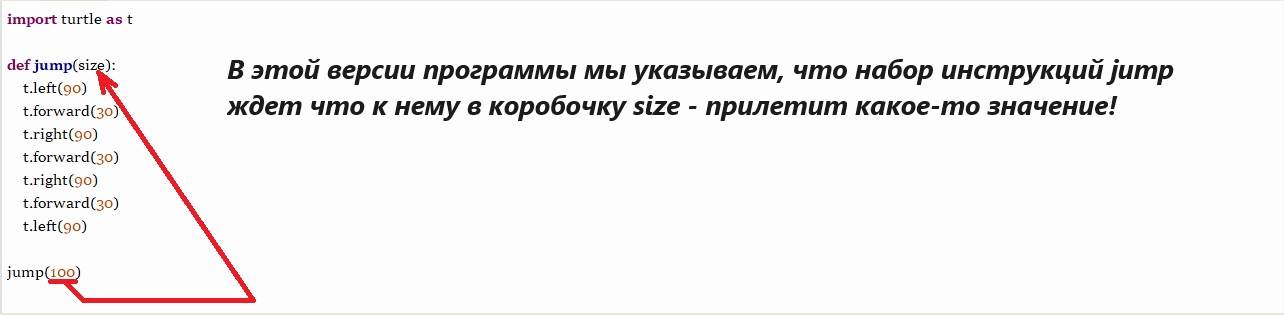 import turtle as t
def jump(size):
В этой версии программы мы указываем, что набор инструкций jump
ждет что к нему в коробочку size - прилетит какое-то значение!
t.left(90)
t.forward(30)
t.right(90)
t.forward(30)
t.right(90)
t.forward(30)
t.left(90)
jump(100)